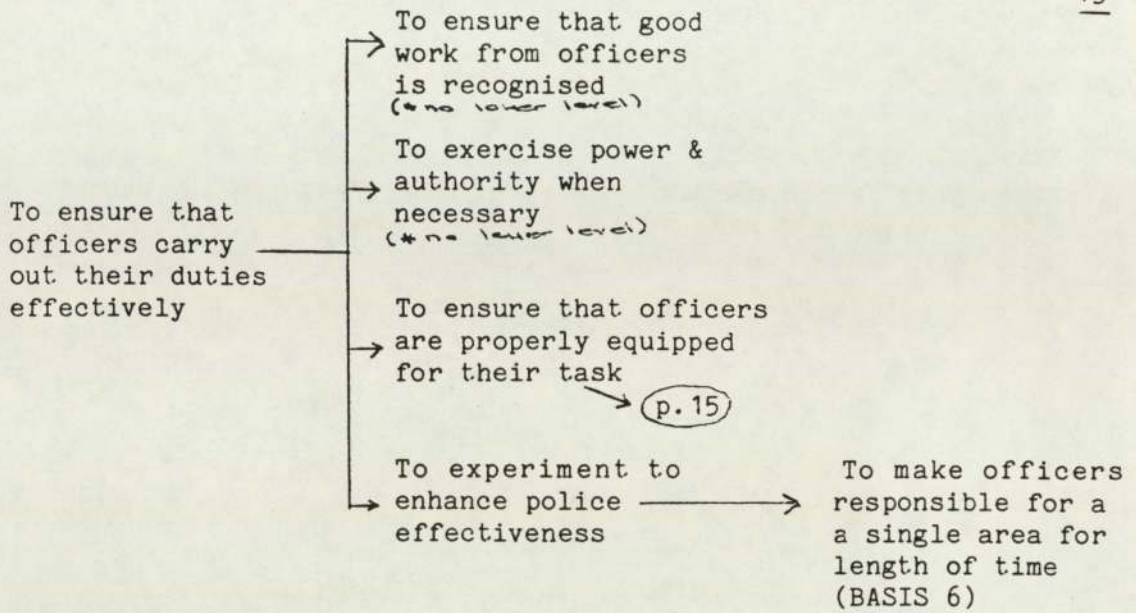 To ensure that good
work from officers
is recognised
(* no lower level)
To exercise power &
authority when
necessary
(* no lower level)
To ensure that
officers carry
out their duties
effectively
To ensure that officers
are properly equipped
for their task
p.15
To experiment to
enhance police
effectiveness
To make officers
responsible for a
a single area for
length of time
(BASIS 6)